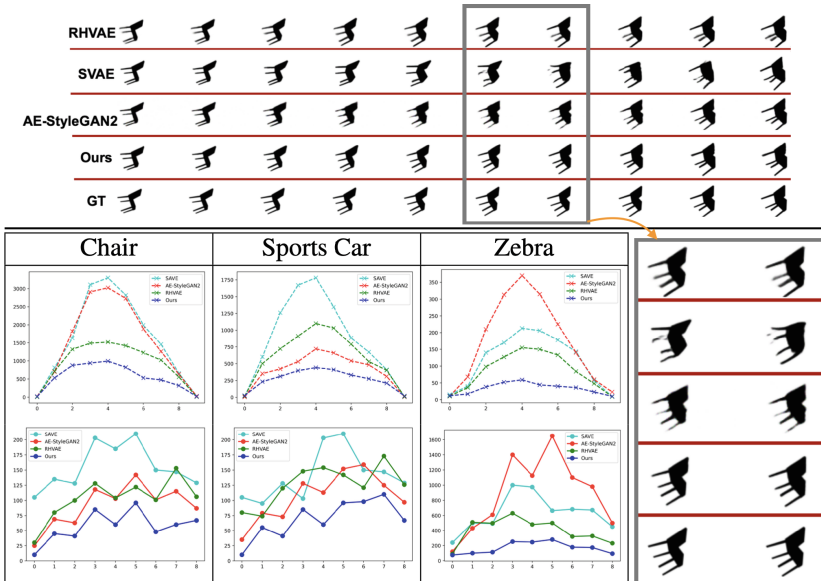 RHVAE
SVAE
AE-StyleGAN2
Ours
GT
Chair
Sports Car
Zebra
3000
2500
2000
1500
1000
500
0
0 2 4 6 8
SAVE
AE-StyleGAN2
RHVAE
Ours
1750
1500
1250
1000
750
500
250
0
0 2 4 6 8
SAVE
AE-StyleGAN2
RHVAE
Ours
350
300
250
200
150
100
50
0
0 2 4 6 8
SAVE
AE-StyleGAN2
RHVAE
Ours
200
175
150
125
100
75
50
25
0
0 1 2 3 4 5 6 7 8
SAVE
AE-StyleGAN2
RHVAE
Ours
200
175
150
125
100
75
50
25
0
0 1 2 3 4 5 6 7 8
SAVE
AE-StyleGAN2
RHVAE
Ours
1600
1400
1200
1000
800
600
400
200
0
0 1 2 3 4 5 6 7 8
SAVE
AE-StyleGAN2
RHVAE
Ours